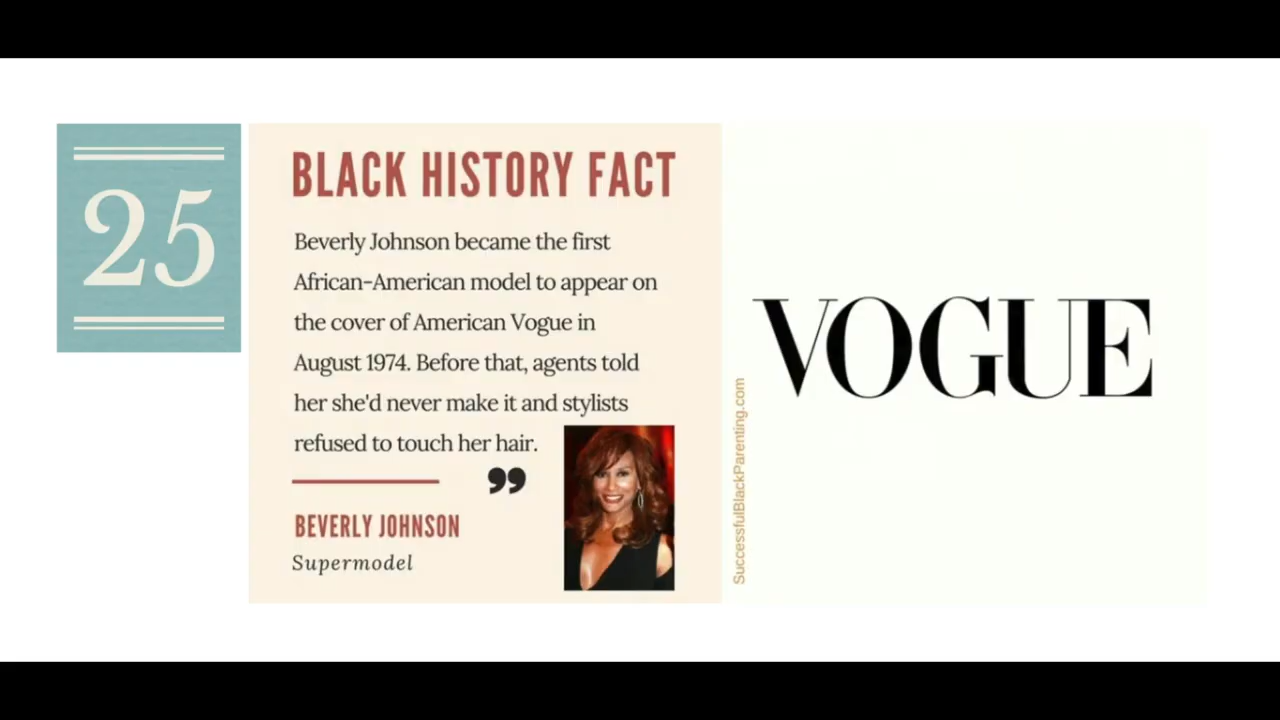 25
BLACK HISTORY FACT
Beverly Johnson became the first
African-American model to appear on
the cover of American Vogue in
August 1974. Before that, agents told
her she'd never make it and stylists
refused to touch her hair.
”
BEVERLY JOHNSON
Supermodel
SuccessfulBlackParenting.com
VOGUE